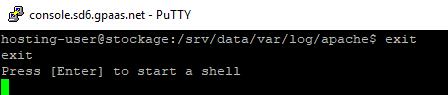 console.sd6.gpaas.net - PuTTY
hosting-user@stockage:/srv/data/var/log/apache$ exit
exit
Press [Enter] to start a shell